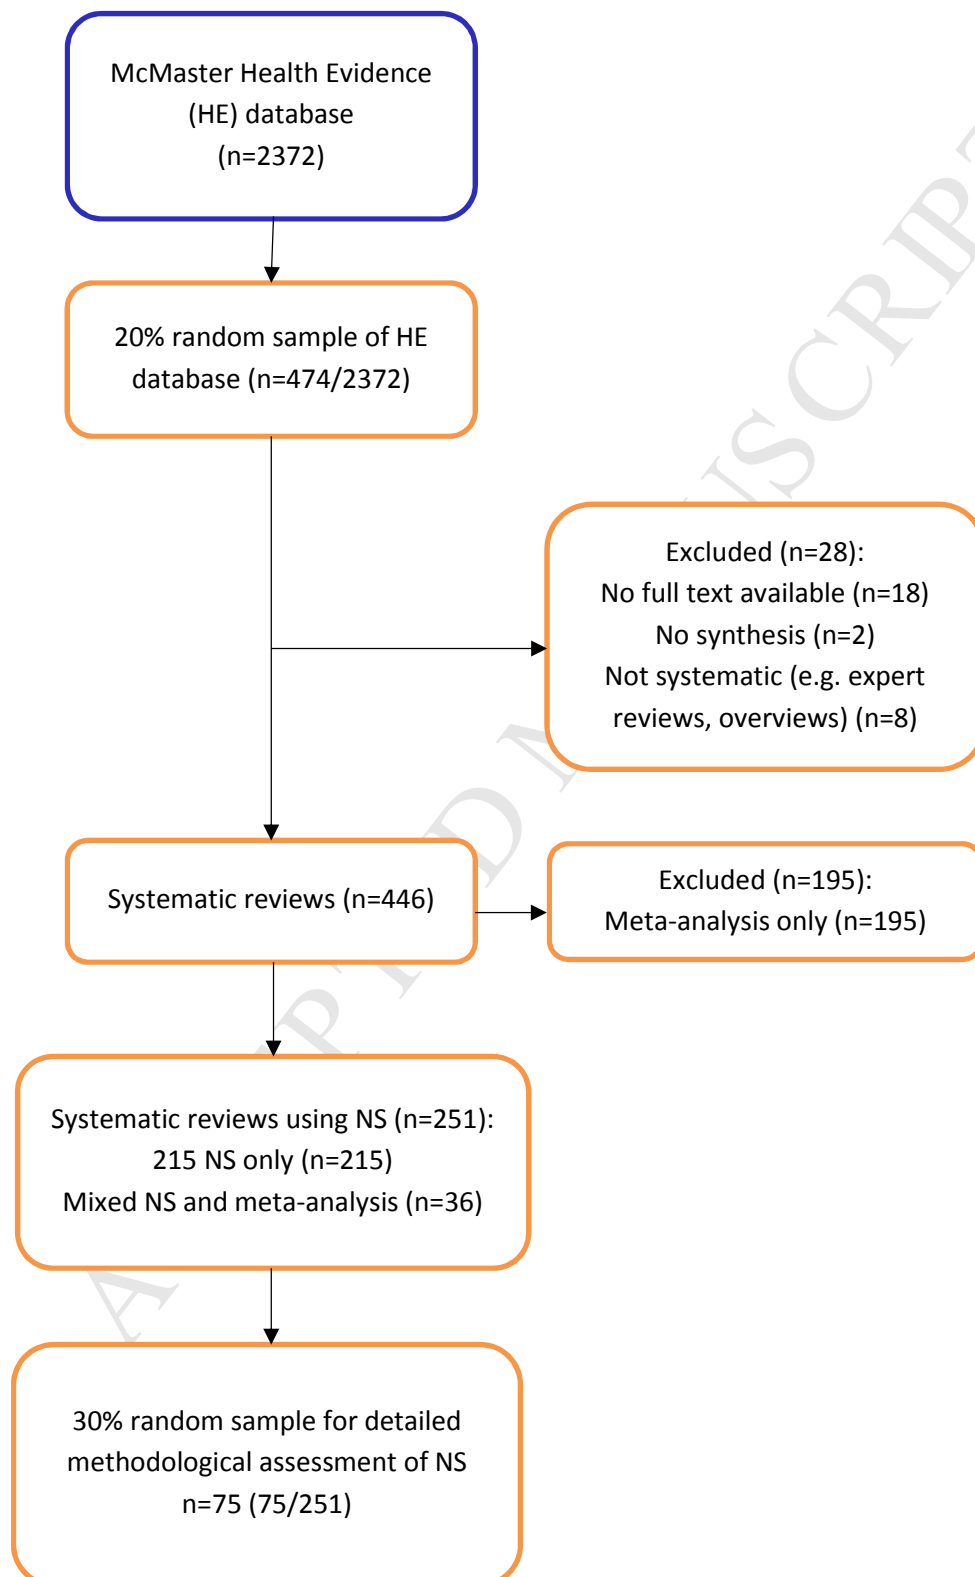 McMaster Health Evidence
(HE) database
(n=2372)
20% random sample of HE
database (n=474/2372)
Excluded (n=28):
No full text available (n=18)
No synthesis (n=2)
Not systematic (e.g. expert
reviews, overviews) (n=8)
Systematic reviews (n=446)
Excluded (n=195):
Meta-analysis only (n=195)
Systematic reviews using NS (n=251):
215 NS only (n=215)
Mixed NS and meta-analysis (n=36)
30% random sample for detailed
methodological assessment of NS
n=75 (75/251)